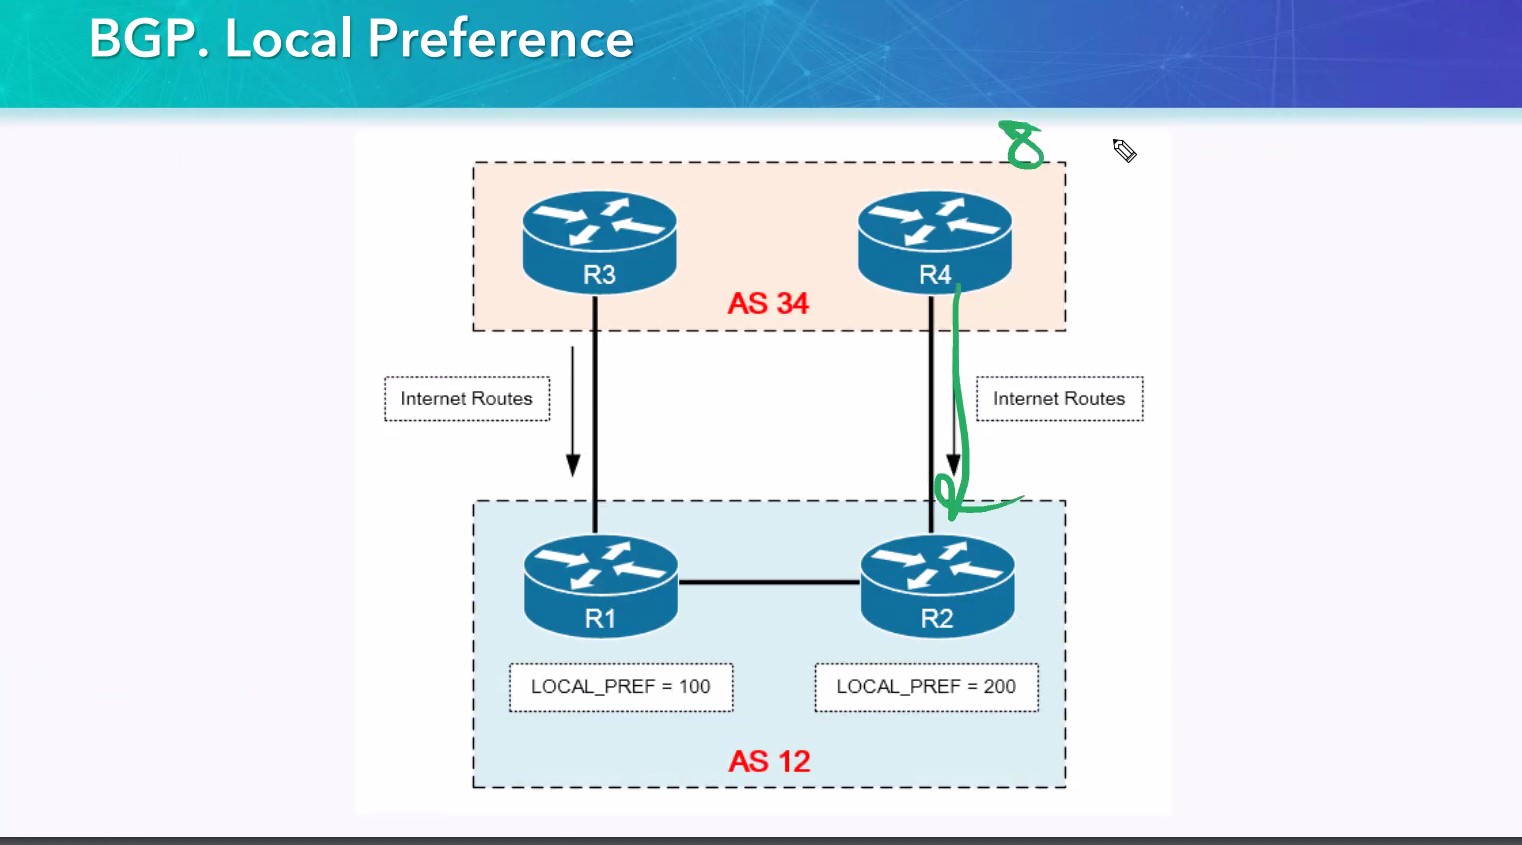 BGP. Local Preference
8
R3
R4
AS 34
Internet Routes
Internet Routes
R1
R2
LOCAL_PREF = 100
LOCAL_PREF = 200
AS 12